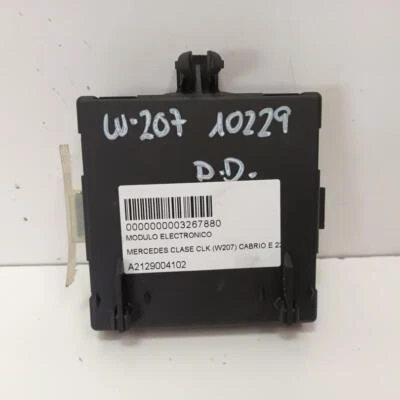 W-207 10229
D.D.
0000000003267880
MODULO ELECTRONICO
MERCEDES CLASE CLK (W207) CABRIO E 22
A2129004102